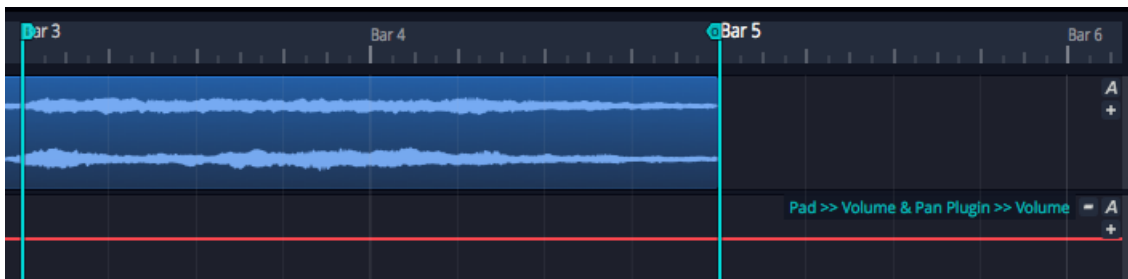 Bar 3
Bar 4
Bar 5
Bar 6
A
+
Pad >> Volume & Pan Plugin >> Volume - A
+